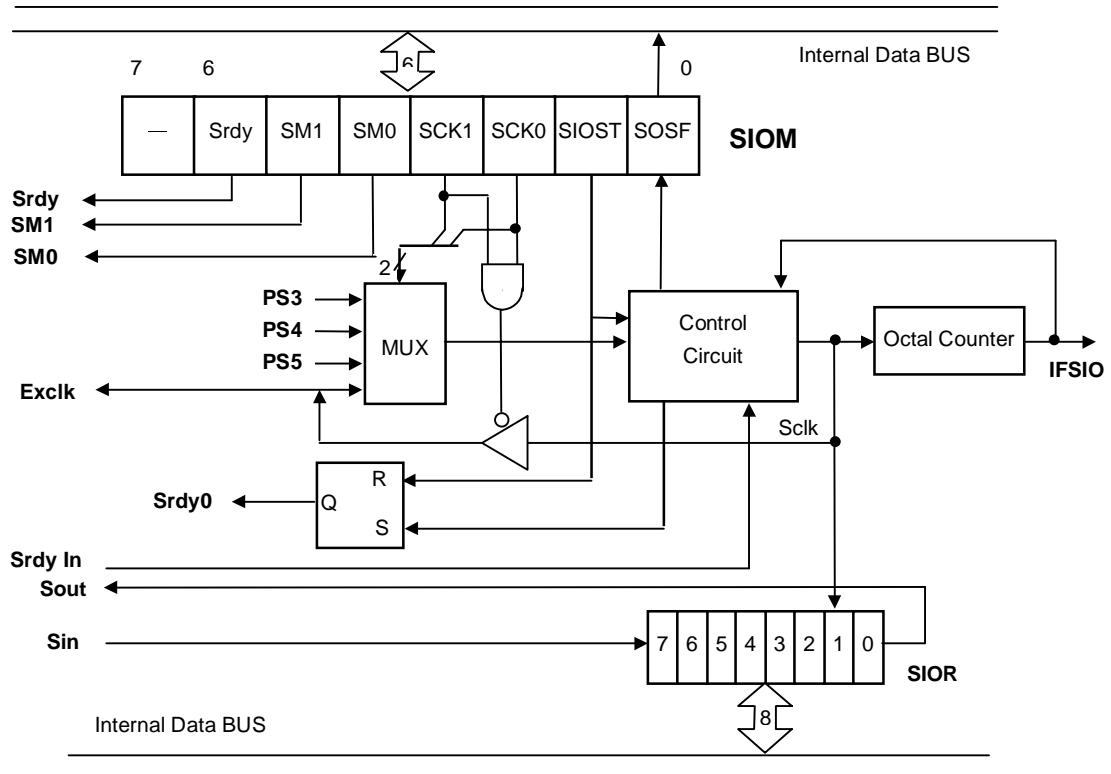 Internal Data BUS
7 6 6 0
— Srdy SM1 SM0 SCK1 SCK0 SIOST SOSF
SIOM
Srdy
SM1
SM0
2
PS3
PS4
PS5
MUX
Exclk
Control
Circuit
Octal Counter
IFSIO
Sclk
R
Q
S
Srdy0
Srdy In
Sout
Sin
7 6 5 4 3 2 1 0
SIOR
8
Internal Data BUS